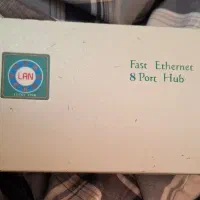 LAN
Fast Ethernet
8 Port Hub